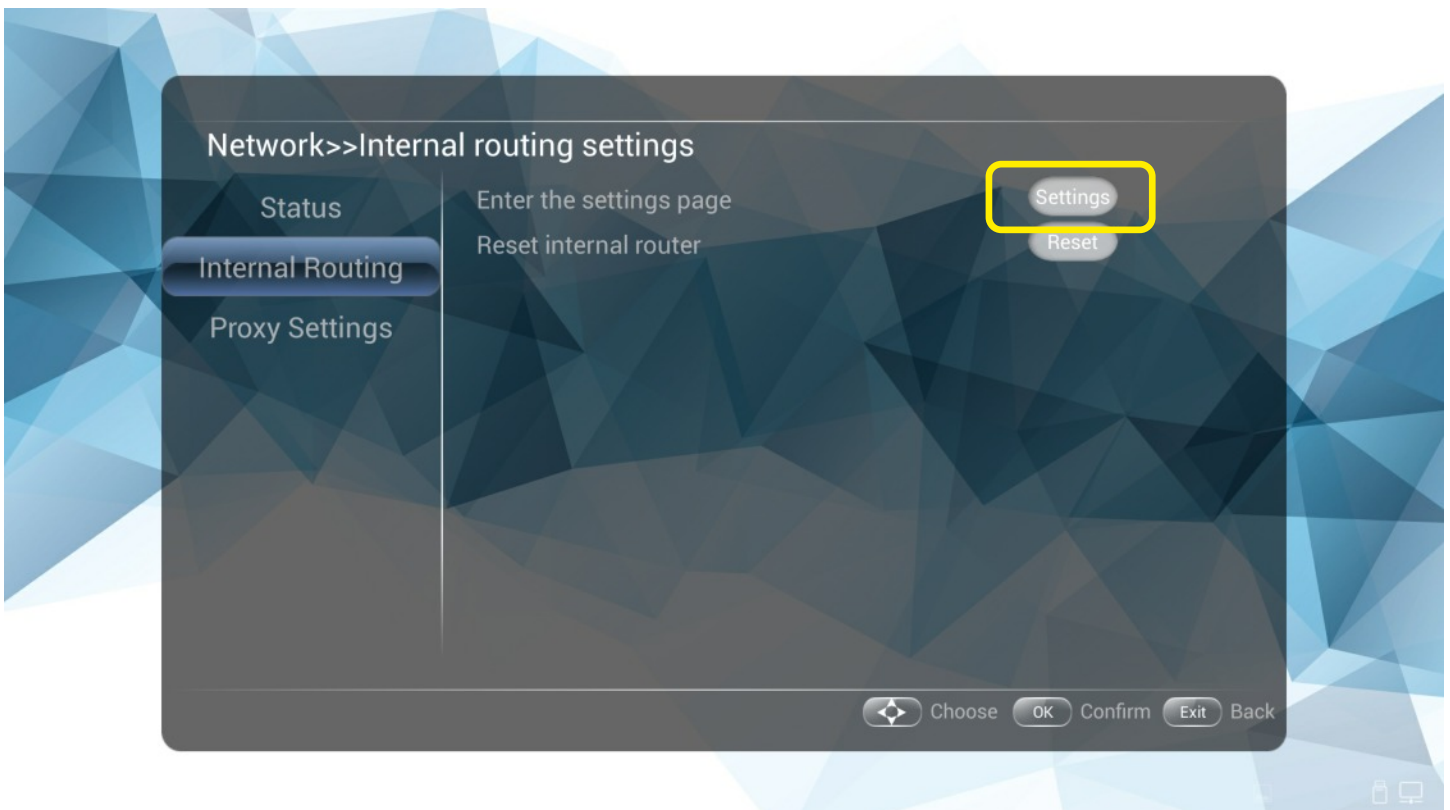 Network>>Internal routing settings
Status
Internal Routing
Proxy Settings
Enter the settings page
Settings
Reset internal router
Reset
Choose
OK
Confirm
Exit
Back